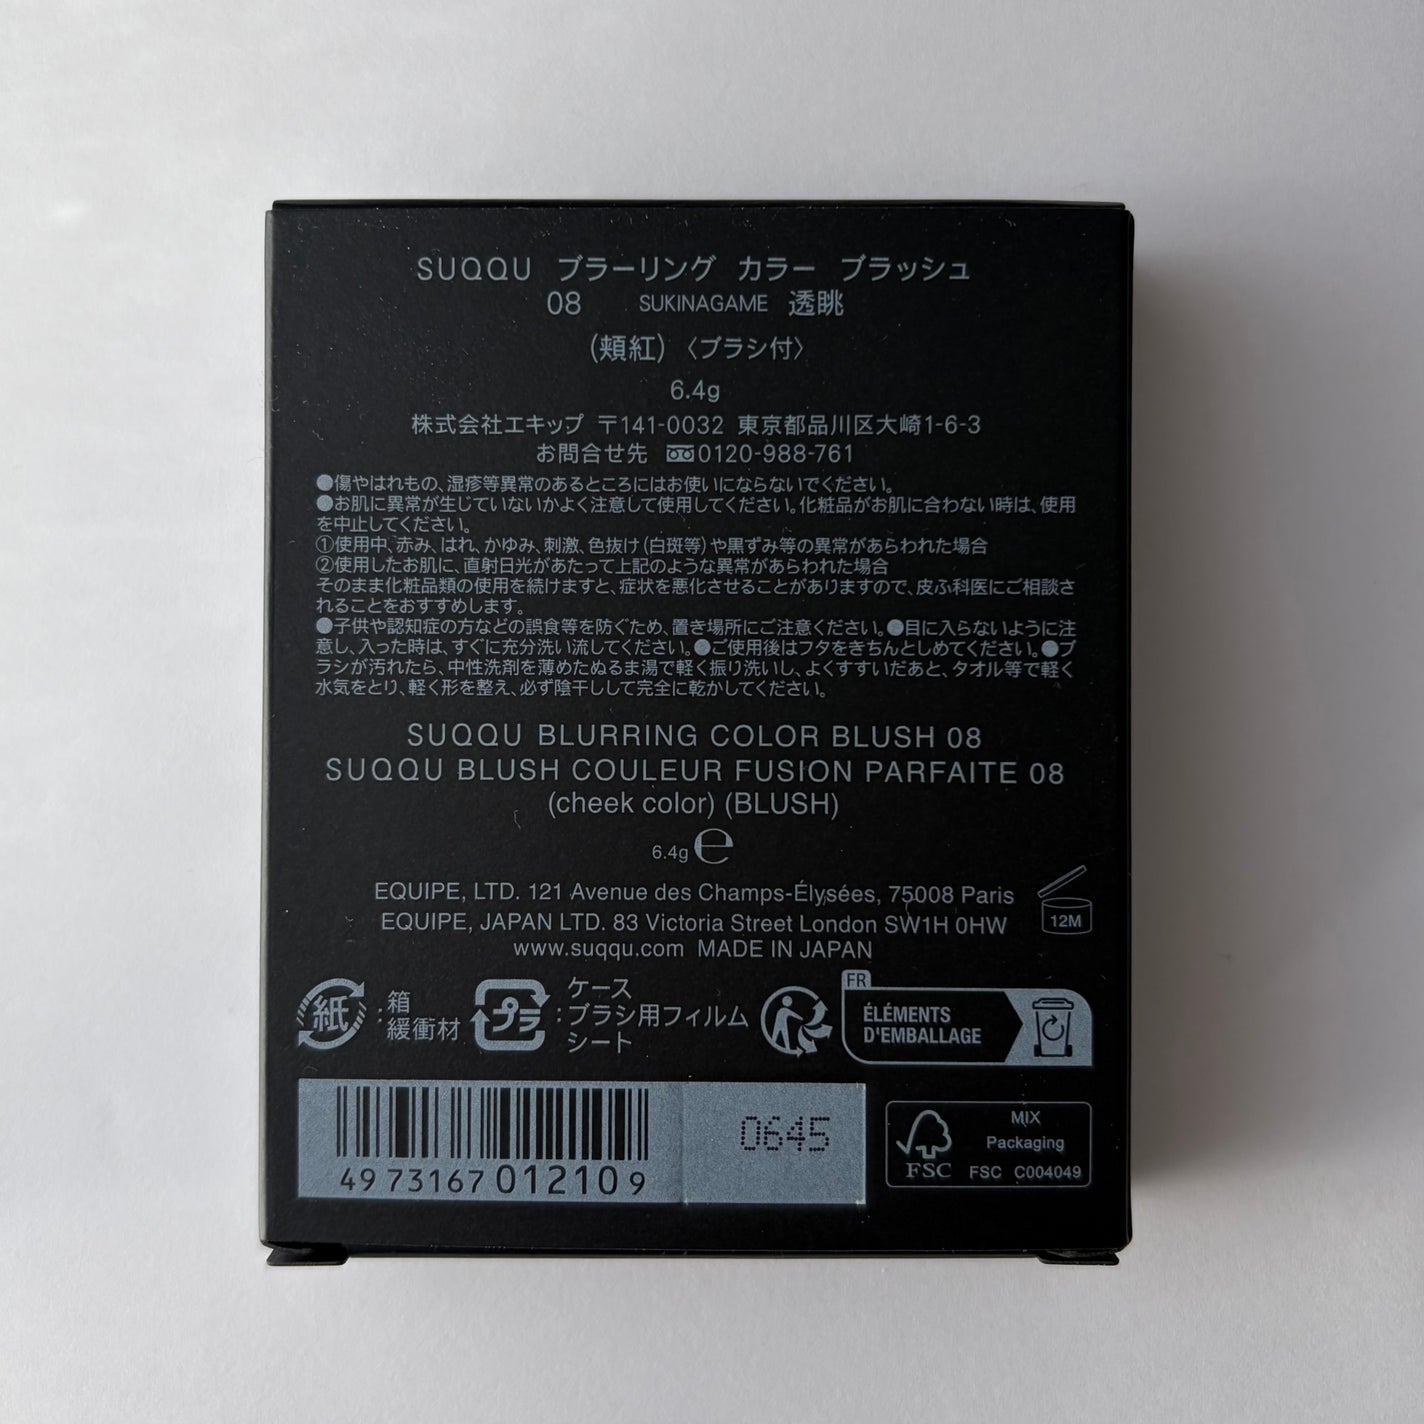 SUQQU ブラーリング カラー ブラッシュ
08 SUKINAGAME 透眺
(頬紅)〈ブラシ付〉
6.4g
株式会社エキップ 〒141-0032 東京都品川区大崎1-6-3
お問合せ先 0120-988-761
●傷やはれもの、湿疹等異常のあるところにはお使いにならないでください。
●お肌に異常が生じていないかよく注意して使用してください。化粧品がお肌に合わない時は、使用
を中止してください。
①使用中、赤み、はれ、かゆみ、刺激、色抜け(白斑等)や黒ずみ等の異常があらわれた場合
②使用したお肌に、直射日光があたって上記のような異常があらわれた場合
そのまま化粧品類の使用を続けますと、症状を悪化させることがありますので、皮ふ科医にご相談さ
れることをおすすめします。
●子供や認知症の方などの誤食等を防ぐため、置き場所にご注意ください。●目に入らないように注
意し、入った時は、すぐに充分洗い流してください。●ご使用後はフタをきちんとしめてください。●ブ
ラシが汚れたら、中性洗剤を薄めたぬるま湯で軽く振り洗いし、よくすすいだあと、タオル等で軽く
水気をとり、軽く形を整え、必ず陰干しして完全に乾かしてください。
SUQQU BLURRING COLOR BLUSH 08
SUQQU BLUSH COULEUR FUSION PARFAITE 08
(cheek color) (BLUSH)
6.4g ℮
EQUIPE, LTD. 121 Avenue des Champs-Élysées, 75008 Paris
EQUIPE, JAPAN LTD. 83 Victoria Street London SW1H 0HW
12M
www.suqqu.com MADE IN JAPAN
紙 : 箱
緩衝材
プラ : ケース
ブラシ用フィルム
シート
FR
ÉLÉMENTS
D'EMBALLAGE
4973167012109
0645
FSC
MIX
Packaging
FSC C004049